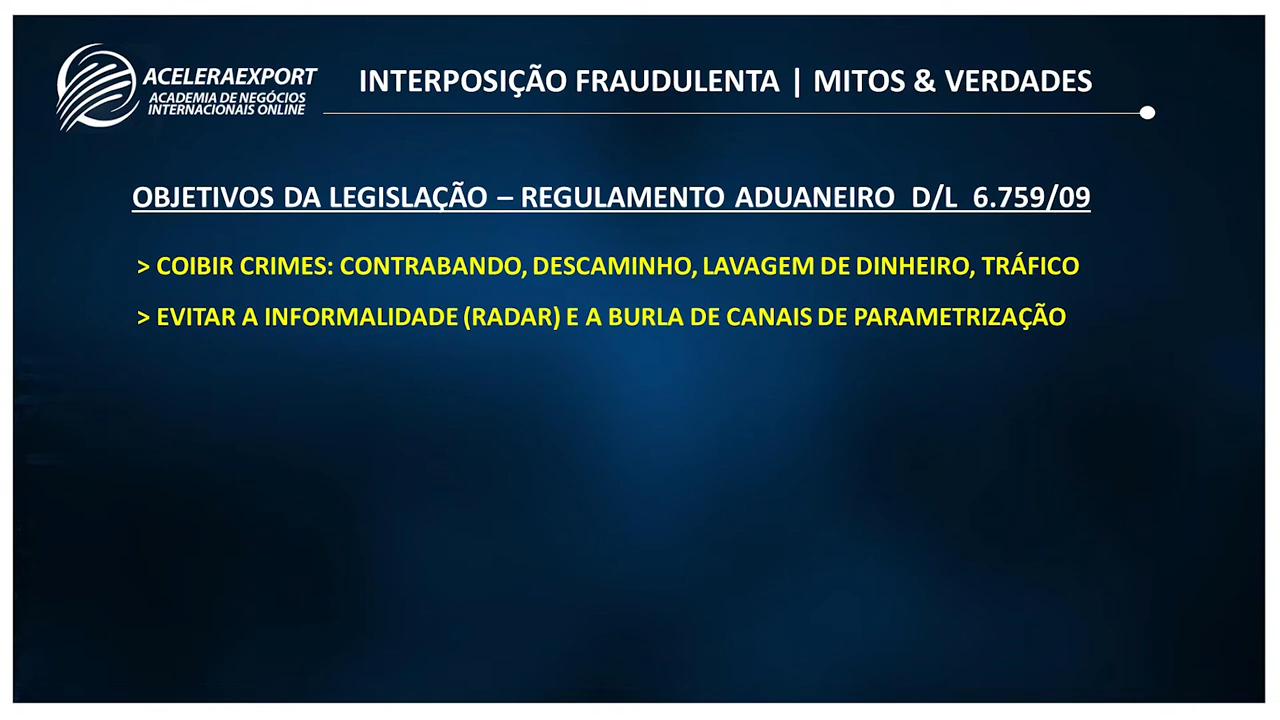 ACELERAEXPORT
ACADEMIA DE NEGÓCIOS
INTERNACIONAIS ONLINE
INTERPOSIÇÃO FRAUDULENTA | MITOS & VERDADES
OBJETIVOS DA LEGISLAÇÃO – REGULAMENTO ADUANEIRO D/L 6.759/09
> COIBIR CRIMES: CONTRABANDO, DESCAMINHO, LAVAGEM DE DINHEIRO, TRÁFICO
> EVITAR A INFORMALIDADE (RADAR) E A BURLA DE CANAIS DE PARAMETRIZAÇÃO